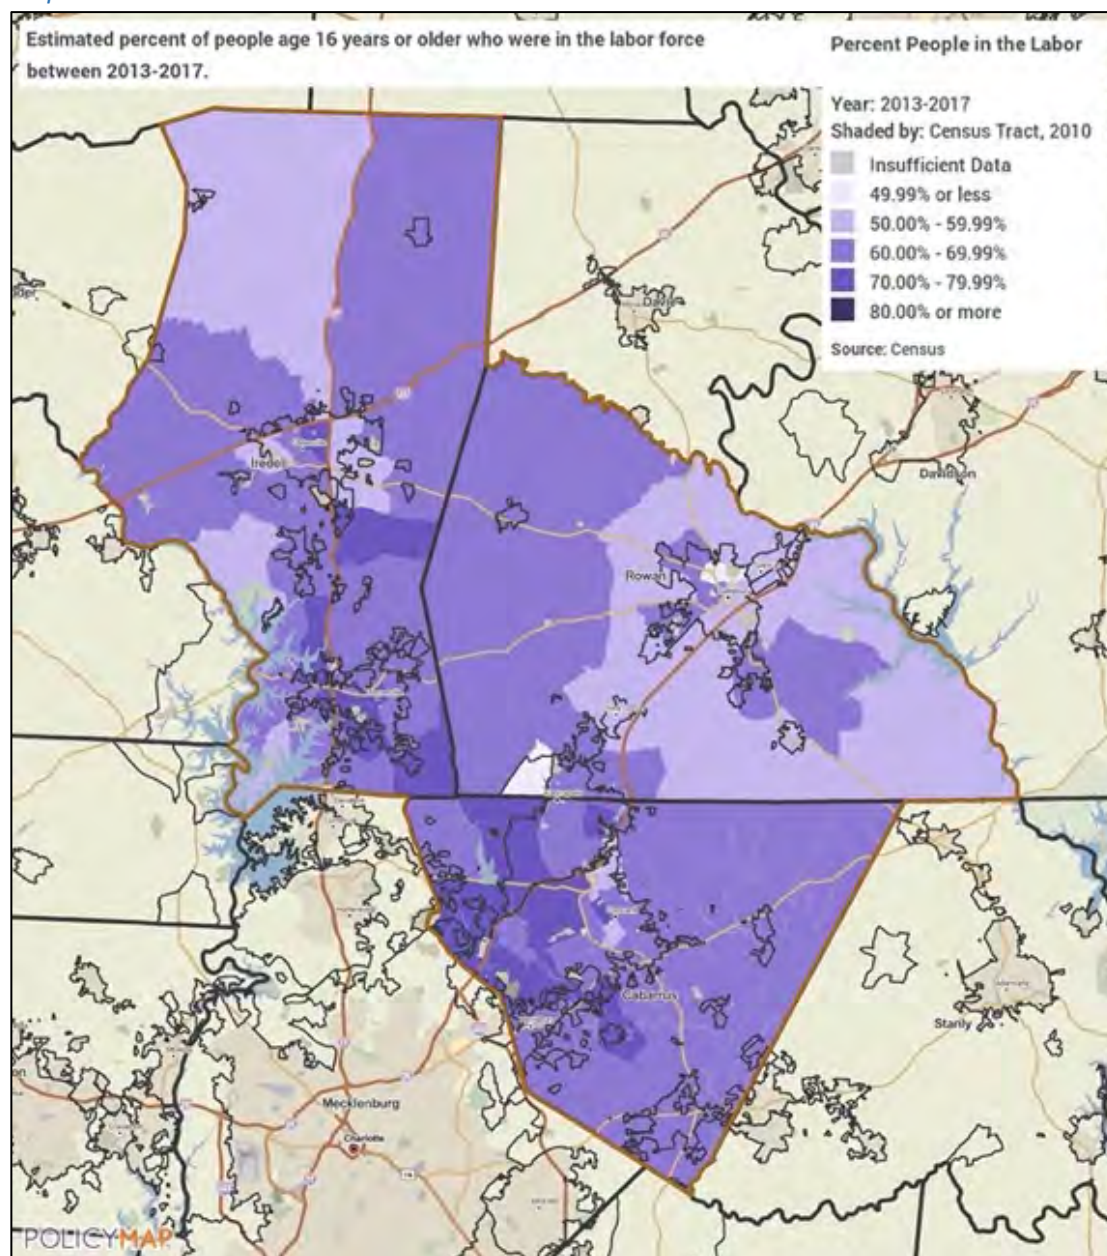 Estimated percent of people age 16 years or older who were in the labor force
between 2013-2017.
Percent People in the Labor
Year: 2013-2017
Shaded by: Census Tract, 2010
Insufficient Data
49.99% or less
50.00% - 59.99%
60.00% - 69.99%
70.00% - 79.99%
80.00% or more
Source: Census
Davie
Iredell
Davidson
Rowan
Cabarrus
Stanly
Mecklenburg
Charlotte
POLICYMAP